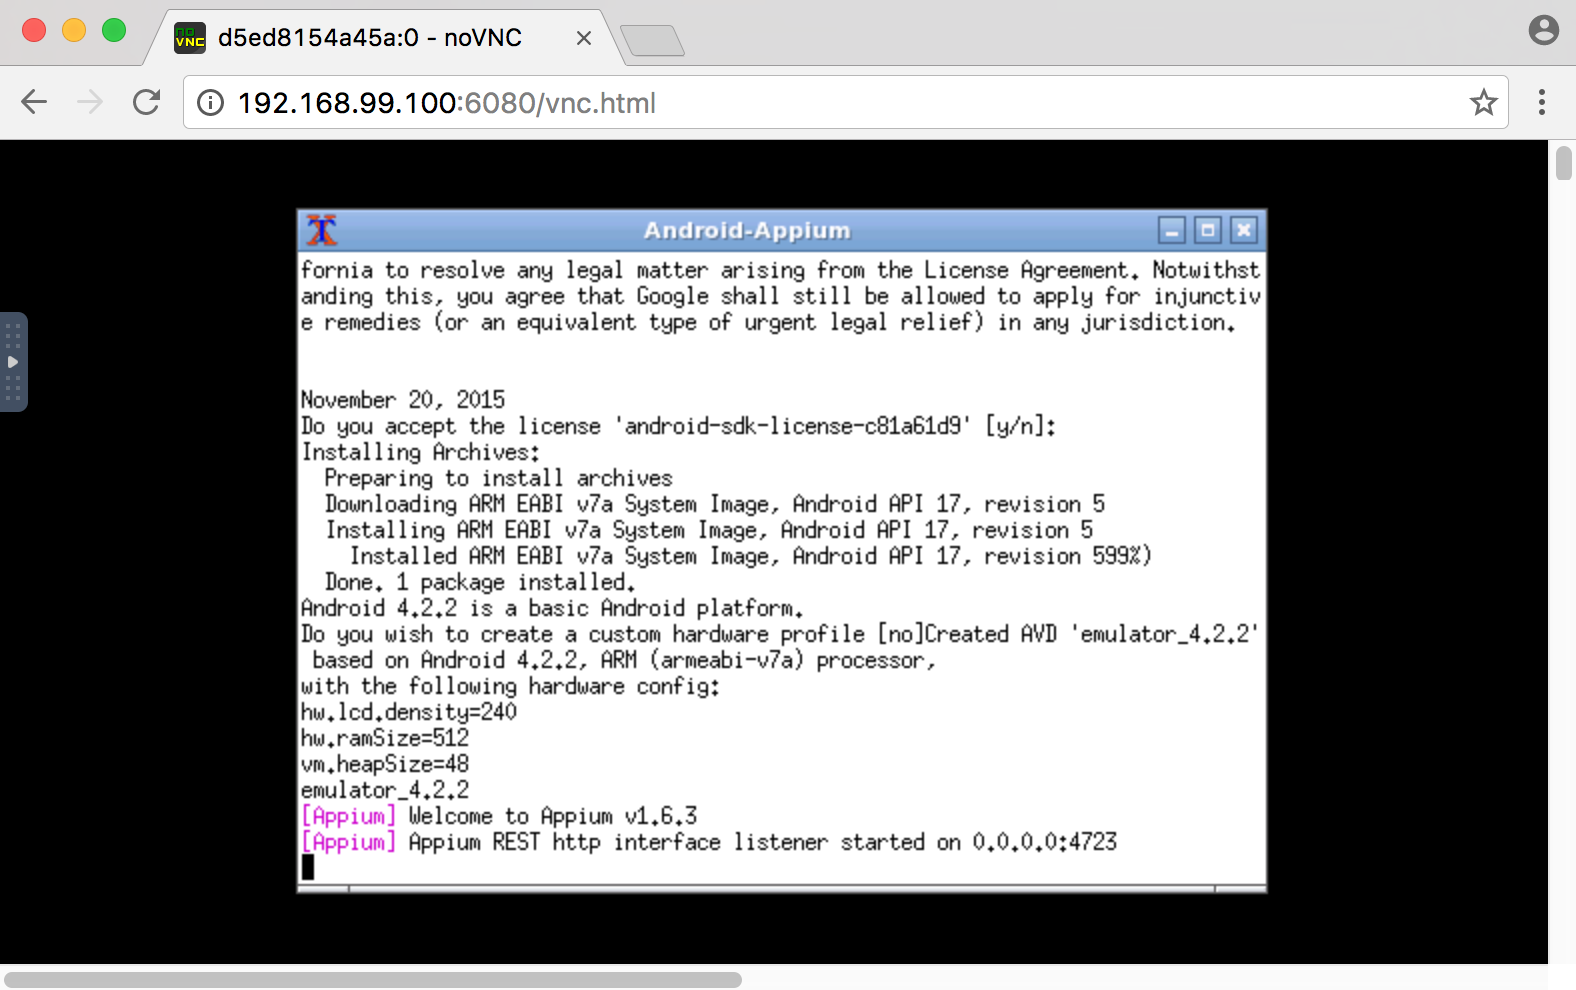 noVNC d5ed8154a45a:0 - noVNC
192.168.99.100:6080/vnc.html
Android-Appium
fornia to resolve any legal matter arising from the License Agreement. Notwithst
anding this, you agree that Google shall still be allowed to apply for injunctiv
e remedies (or an equivalent type of urgent legal relief) in any jurisdiction.
November 20, 2015
Do you accept the license 'android-sdk-license-c81a61d9' [y/n]:
Installing Archives:
Preparing to install archives
Downloading ARM EABI v7a System Image, Android API 17, revision 5
Installing ARM EABI v7a System Image, Android API 17, revision 5
Installed ARM EABI v7a System Image, Android API 17, revision 599%)
Done. 1 package installed.
Android 4.2.2 is a basic Android platform.
Do you wish to create a custom hardware profile [no]Created AVD 'emulator_4.2.2'
based on Android 4.2.2, ARM (armeabi-v7a) processor,
with the following hardware config:
hw.lcd.density=240
hw.ramSize=512
vm.heapSize=48
emulator_4.2.2
[Appium] Welcome to Appium v1.6.3
[Appium] Appium REST http interface listener started on 0.0.0.0:4723